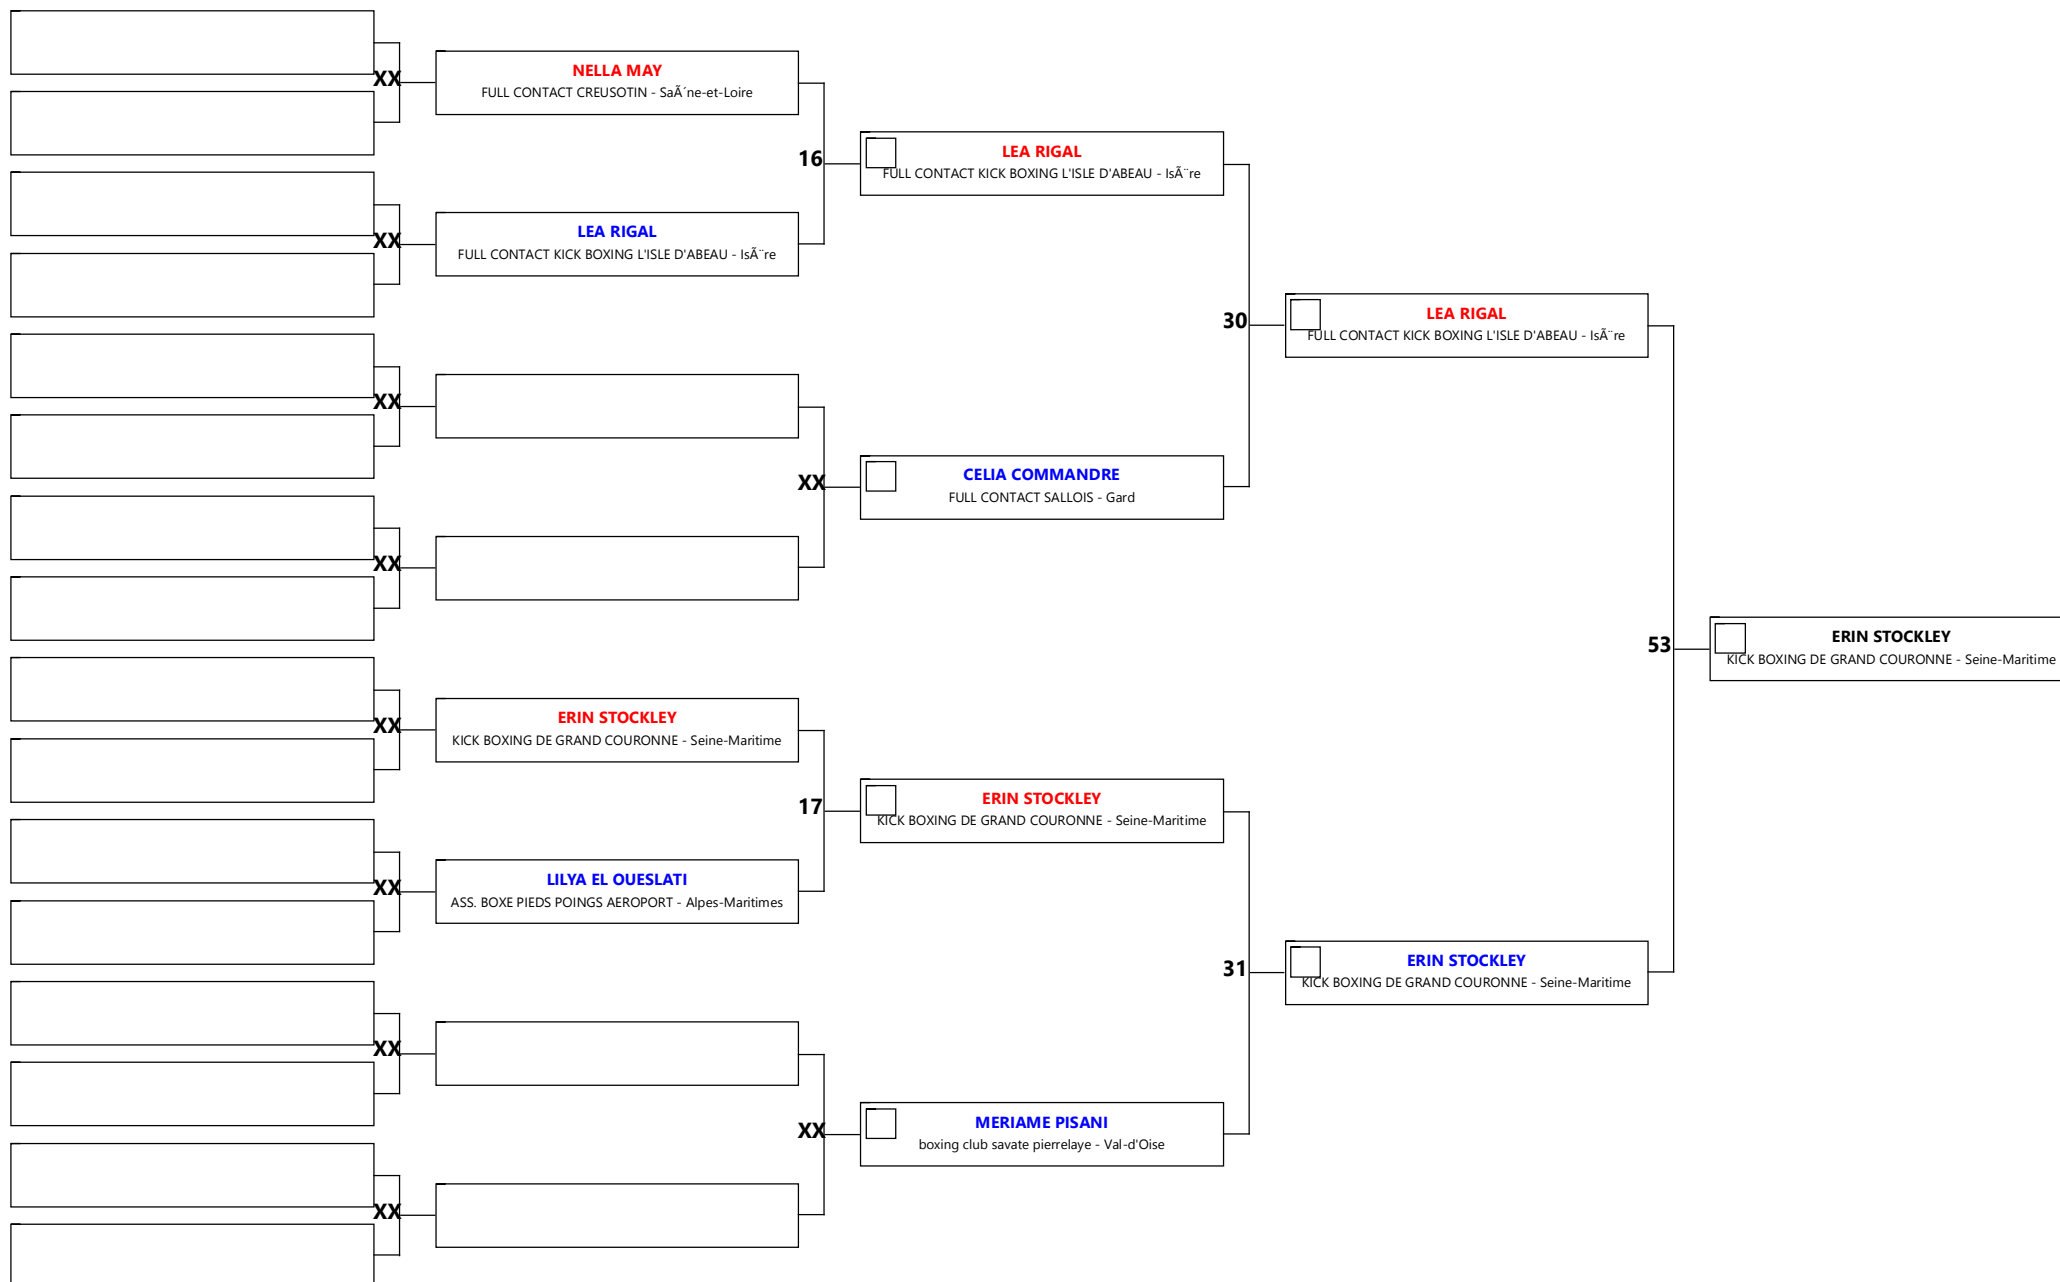 XX
NELLA MAY
FULL CONTACT CREUSOTIN - SaÃ´ne-et-Loire
16
LEA RIGAL
FULL CONTACT KICK BOXING L'ISLE D'ABEAU - IsÃ¨re
XX
LEA RIGAL
FULL CONTACT KICK BOXING L'ISLE D'ABEAU - IsÃ¨re
30
LEA RIGAL
FULL CONTACT KICK BOXING L'ISLE D'ABEAU - IsÃ¨re
XX
XX
CELIA COMMANDRE
FULL CONTACT SALLOIS - Gard
XX
53
ERIN STOCKLEY
KICK BOXING DE GRAND COURONNE - Seine-Maritime
XX
ERIN STOCKLEY
KICK BOXING DE GRAND COURONNE - Seine-Maritime
17
ERIN STOCKLEY
KICK BOXING DE GRAND COURONNE - Seine-Maritime
XX
LILYA EL OUESLATI
ASS. BOXE PIEDS POINGS AEROPORT - Alpes-Maritimes
31
ERIN STOCKLEY
KICK BOXING DE GRAND COURONNE - Seine-Maritime
XX
XX
MERIAME PISANI
boxing club savate pierrelaye - Val-d'Oise
XX